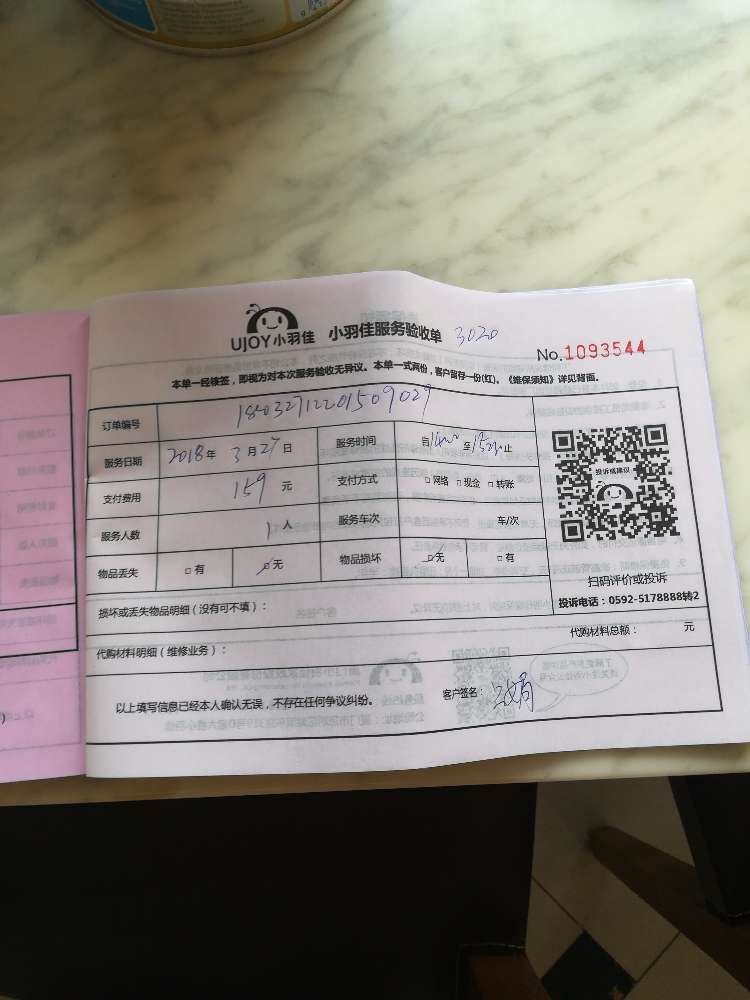 UJOY小羽佳 小羽佳服务验收单 3020
No.1093544
本单一经核签，即视为对本次服务验收无异议。本单一式两份，客户留存一份(红)。《维保须知》详见背面。
订单编号
服务日期 2018年 3月27日 服务时间 自 至 止
支付费用 159 元 支付方式 □网络 □现金 □转账
服务人数 1人 服务车次 车/次
物品丢失 □有 □无 物品损坏 □无 □有
投诉或建议
扫码评价或投诉
投诉电话：0592-5178888转2
损坏或丢失物品明细（没有可不填）：
代购材料总额： 元
代购材料明细（维修业务）：
以上填写信息已经本人确认无误，不存在任何争议纠纷。 客户签名：